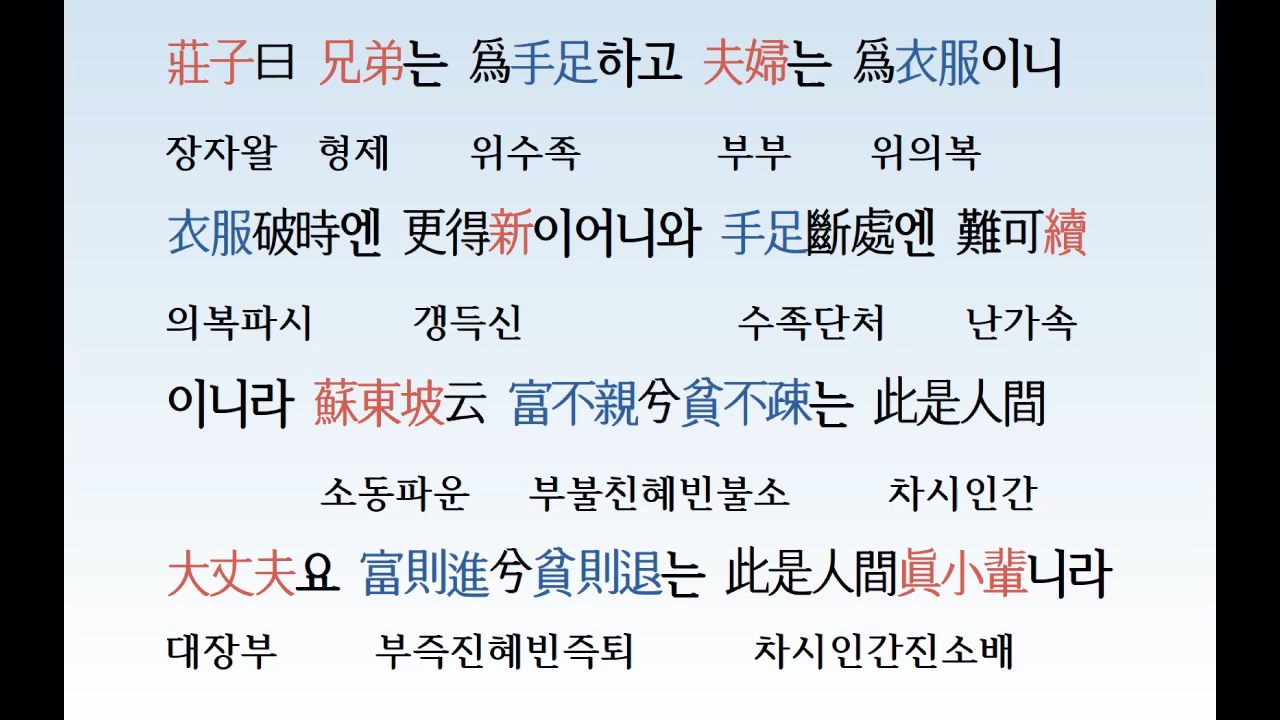 莊子曰 兄弟는 爲手足하고 夫婦는 爲衣服이니
장자왈 형제 위수족 부부 위의복
衣服破時엔 更得新이어니와 手足斷處엔 難可續
의복파시 갱득신 수족단처 난가속
이니라 蘇東坡云 富不親兮貧不疎는 此是人間
소동파운 부불친혜빈불소 차시인간
大丈夫요 富則進兮貧則退는 此是人間眞小輩니라
대장부 부즉진혜빈즉퇴 차시인간진소배